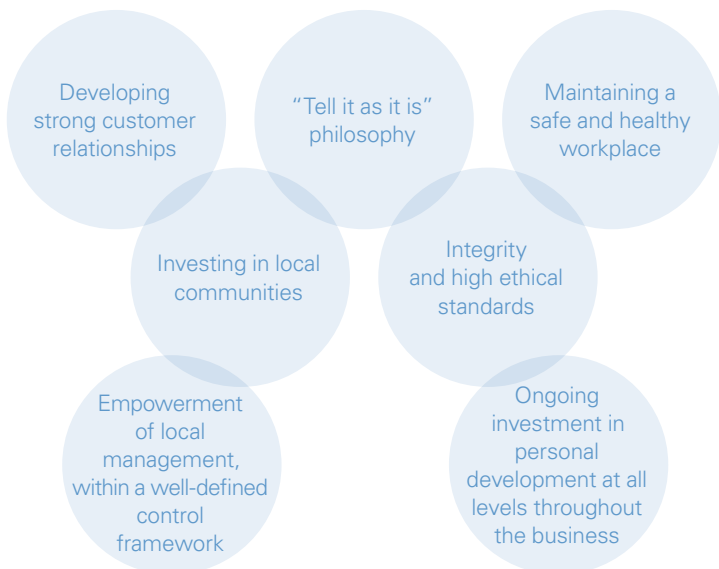 Developing
strong customer
relationships
“Tell it as it is”
philosophy
Maintaining a
safe and healthy
workplace
Investing in local
communities
Integrity
and high ethical
standards
Empowerment
of local
management,
within a well-defined
control
framework
Ongoing
investment in
personal
development at all
levels throughout
the business